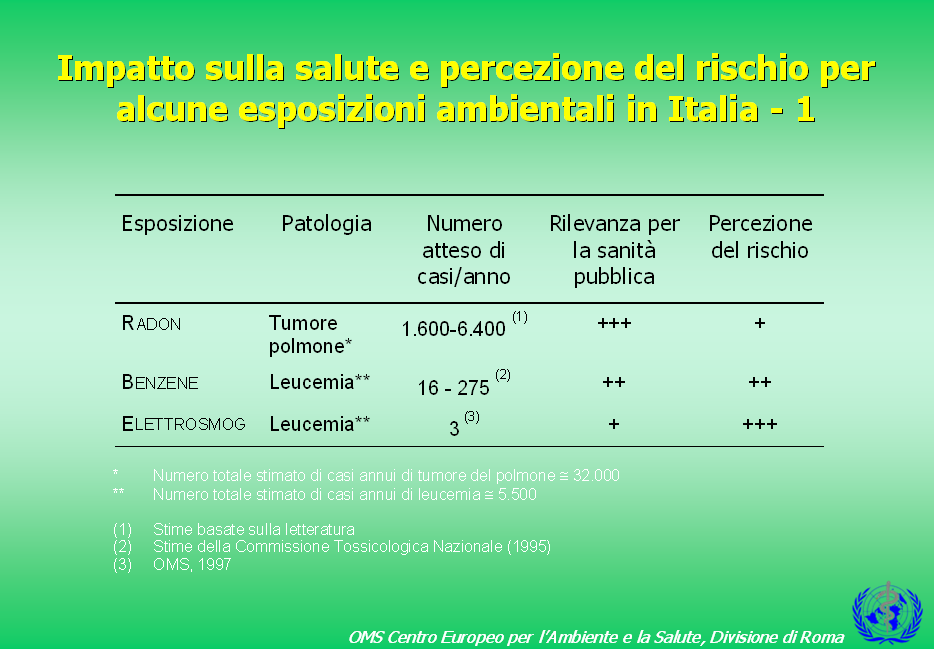 Impatto sulla salute e percezione del rischio per
alcune esposizioni ambientali in Italia - 1
Esposizione Patologia Numero atteso di casi/anno Rilevanza per la sanità pubblica Percezione del rischio
RADON Tumore polmone* 1.600-6.400 (1) +++ +
BENZENE Leucemia** 16 - 275 (2) ++ ++
ELETTROSMOG Leucemia** 3 (3) + +++
* Numero totale stimato di casi annui di tumore del polmone ≅ 32.000
** Numero totale stimato di casi annui di leucemia ≅ 5.500
(1) Stime basate sulla letteratura
(2) Stime della Commissione Tossicologica Nazionale (1995)
(3) OMS, 1997
OMS Centro Europeo per l'Ambiente e la Salute, Divisione di Roma